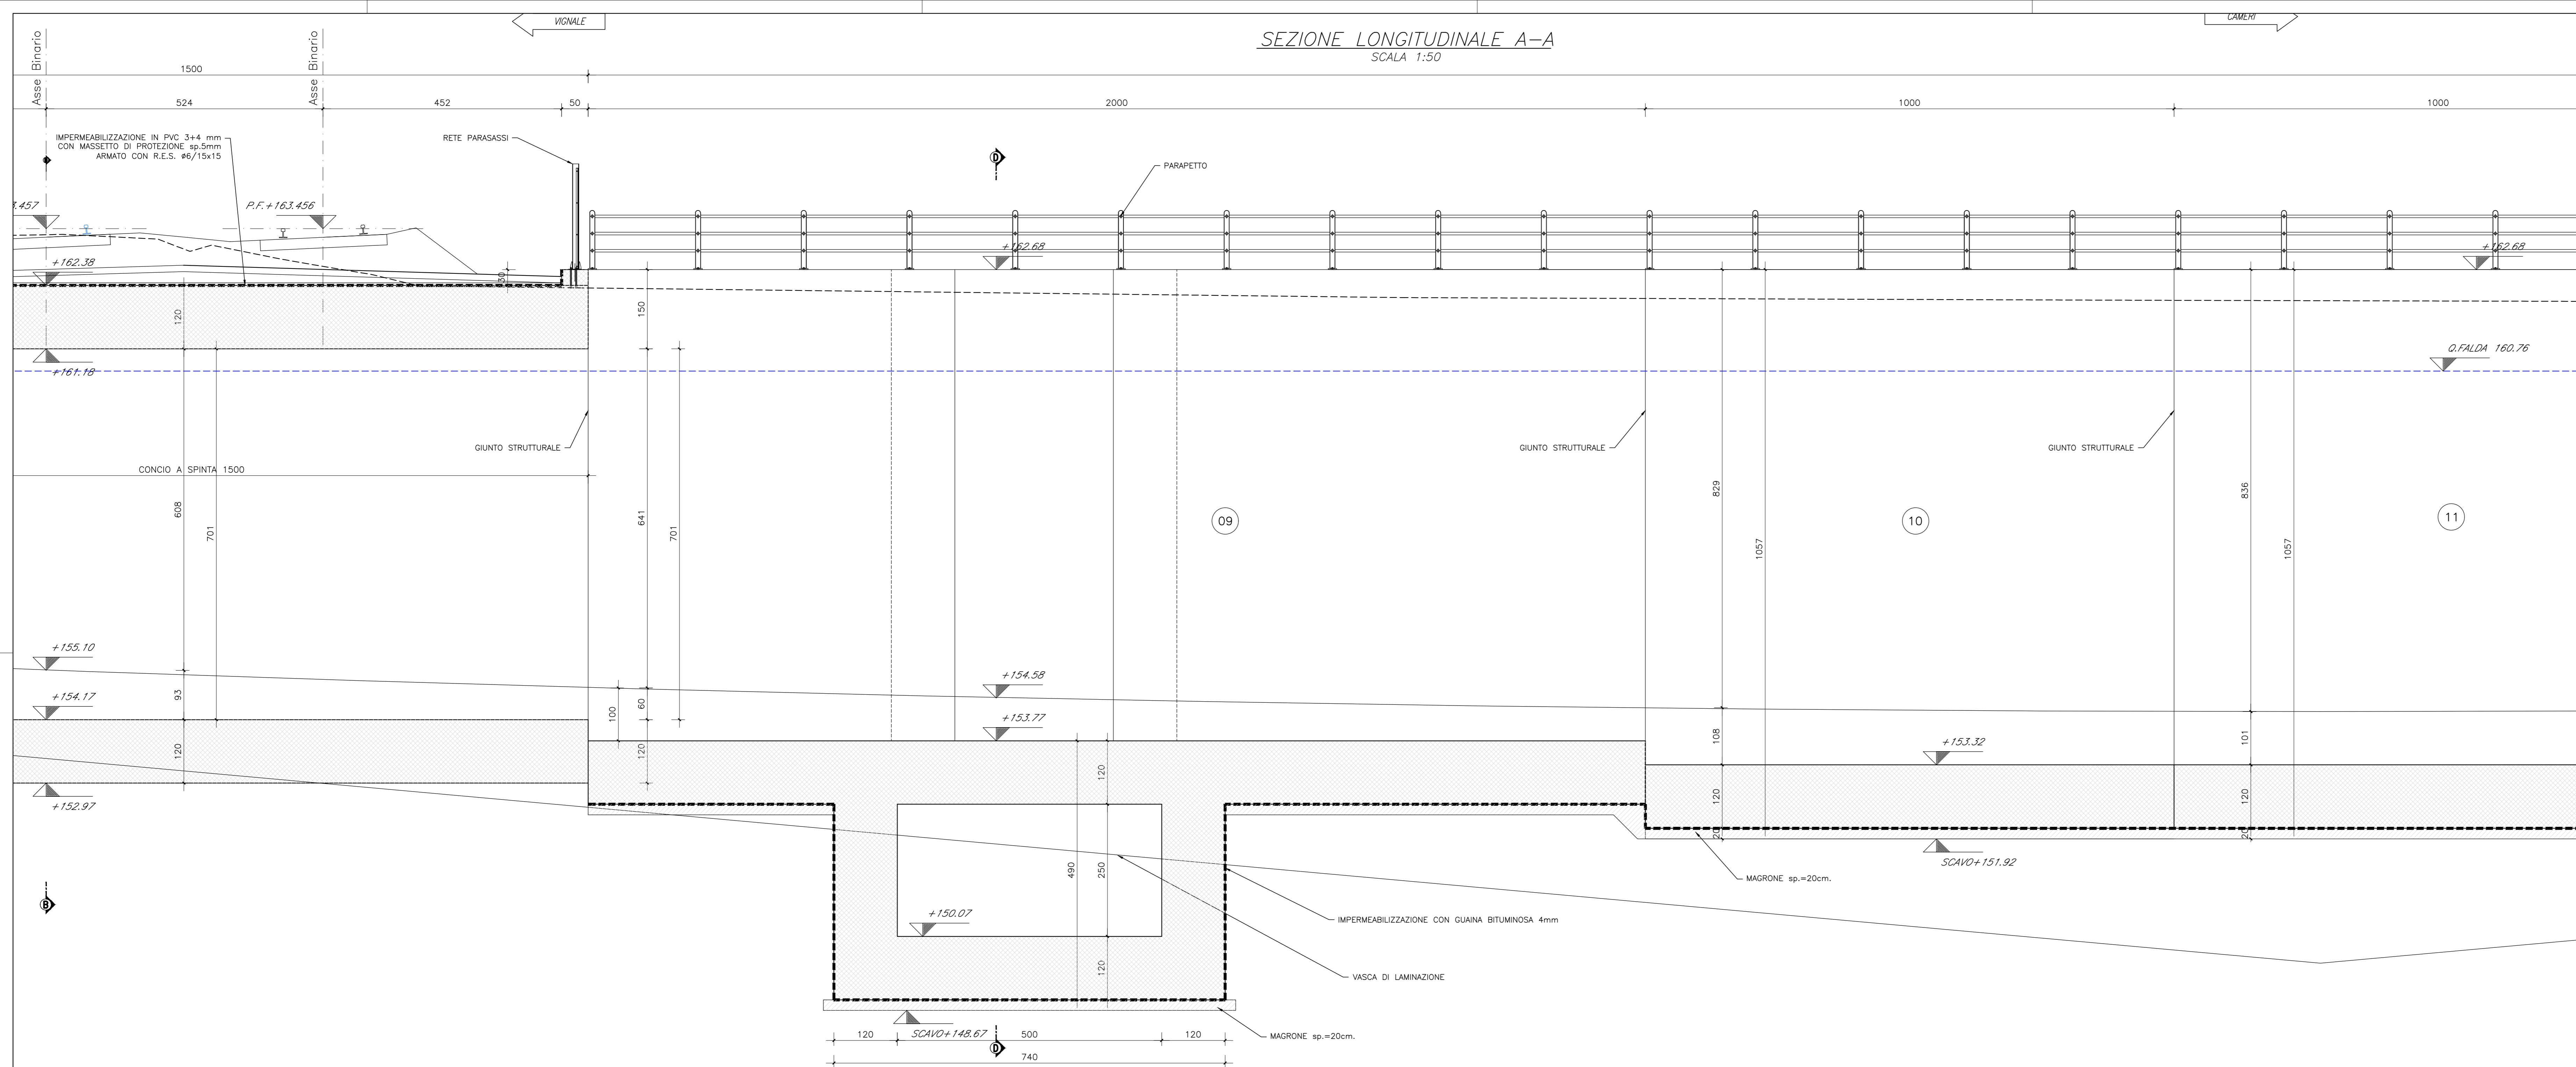 VIGNALE
CAMERI
SEZIONE LONGITUDINALE A-A
SCALA 1:50
Asse Binario
Asse Binario
1500
524
452
50
2000
1000
1000
IMPERMEABILIZZAZIONE IN PVC 3+4 mm
CON MASSETTO DI PROTEZIONE sp.5mm
ARMATO CON R.E.S. ø6/15x15
RETE PARASASSI
D
PARAPETTO
.457
P.F.+163.456
+162.38
30
+162.68
+162.68
120
150
+161.18
Q.FALDA 160.76
GIUNTO STRUTTURALE
GIUNTO STRUTTURALE
GIUNTO STRUTTURALE
CONCIO A SPINTA 1500
608
701
641
701
829
1057
836
1057
09
10
11
+155.10
+154.17
93
120
+152.97
100
60
120
+154.58
+153.77
108
120
20
+153.32
101
120
20
SCAVO+151.92
MAGRONE sp.=20cm.
120
490
250
120
+150.07
B
IMPERMEABILIZZAZIONE CON GUAINA BITUMINOSA 4mm
VASCA DI LAMINAZIONE
SCAVO+148.67
MAGRONE sp.=20cm.
120
500
120
D
740